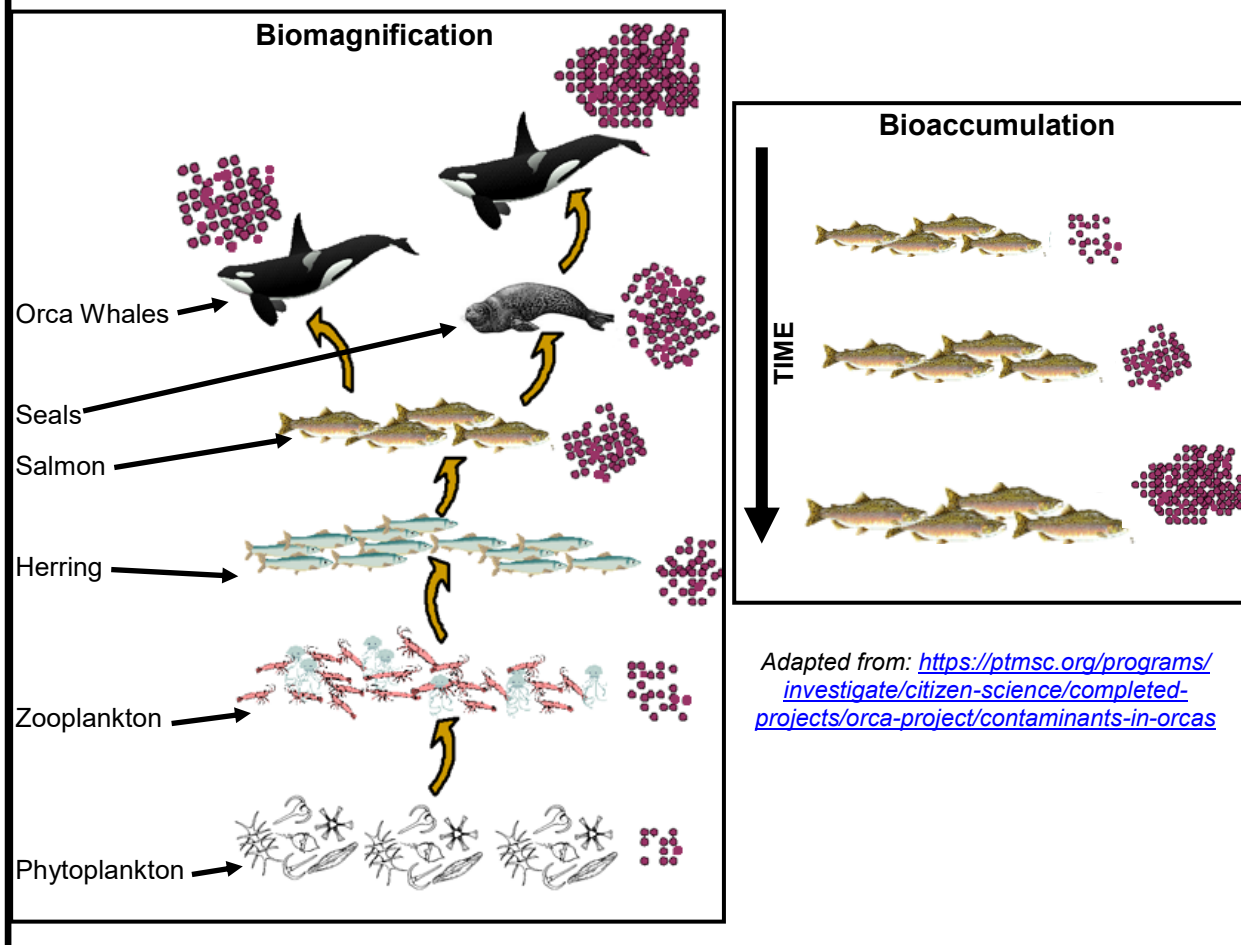 Biomagnification
Orca Whales
Seals
Salmon
Herring
Zooplankton
Phytoplankton
Bioaccumulation
TIME
Adapted from: https://ptmsc.org/programs/
investigate/citizen-science/completed-
projects/orca-project/contaminants-in-orcas